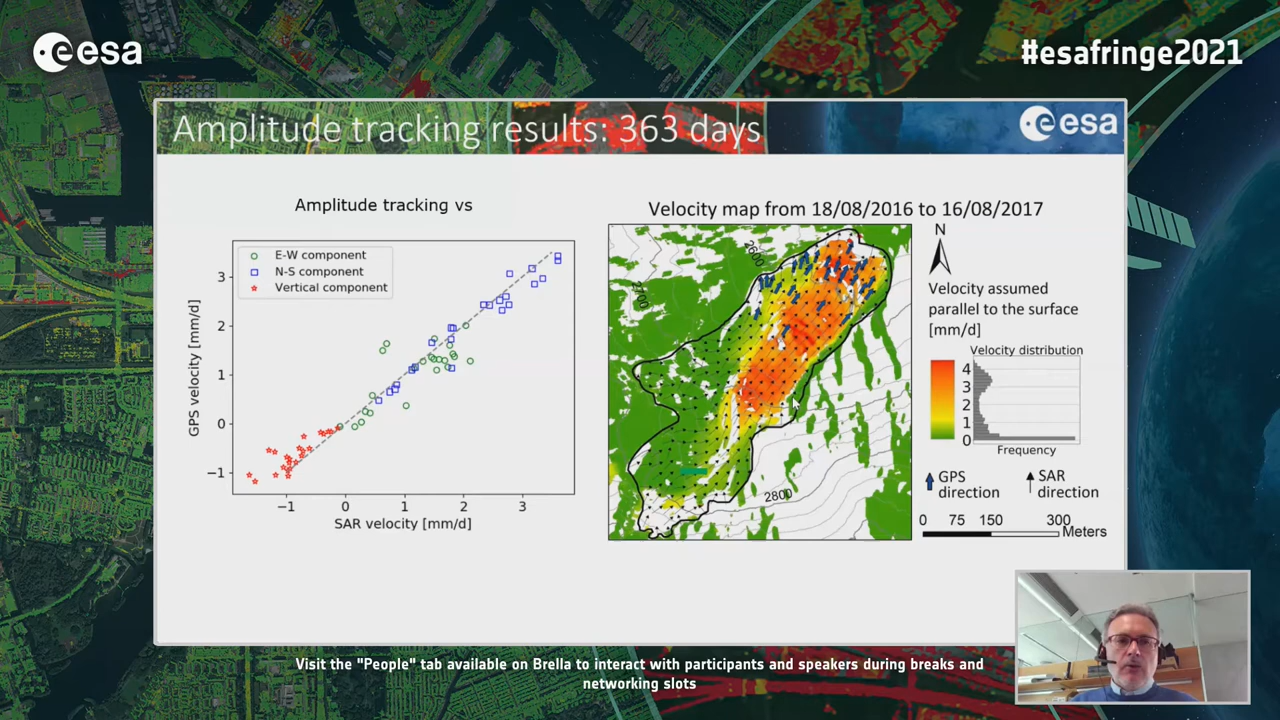 esa
#esafringe2021
Amplitude tracking results: 363 days
esa
Amplitude tracking vs
E-W component
N-S component
Vertical component
3
2
1
0
−1
GPS velocity [mm/d]
−1
0
1
2
3
SAR velocity [mm/d]
Velocity map from 18/08/2016 to 16/08/2017
2600
2700
2800
N
Velocity assumed
parallel to the surface
[mm/d]
Velocity distribution
4
3
2
1
0
Frequency
GPS
direction
SAR
direction
0 75 150 300
Meters
Visit the "People" tab available on Brella to interact with participants and speakers during breaks and
networking slots